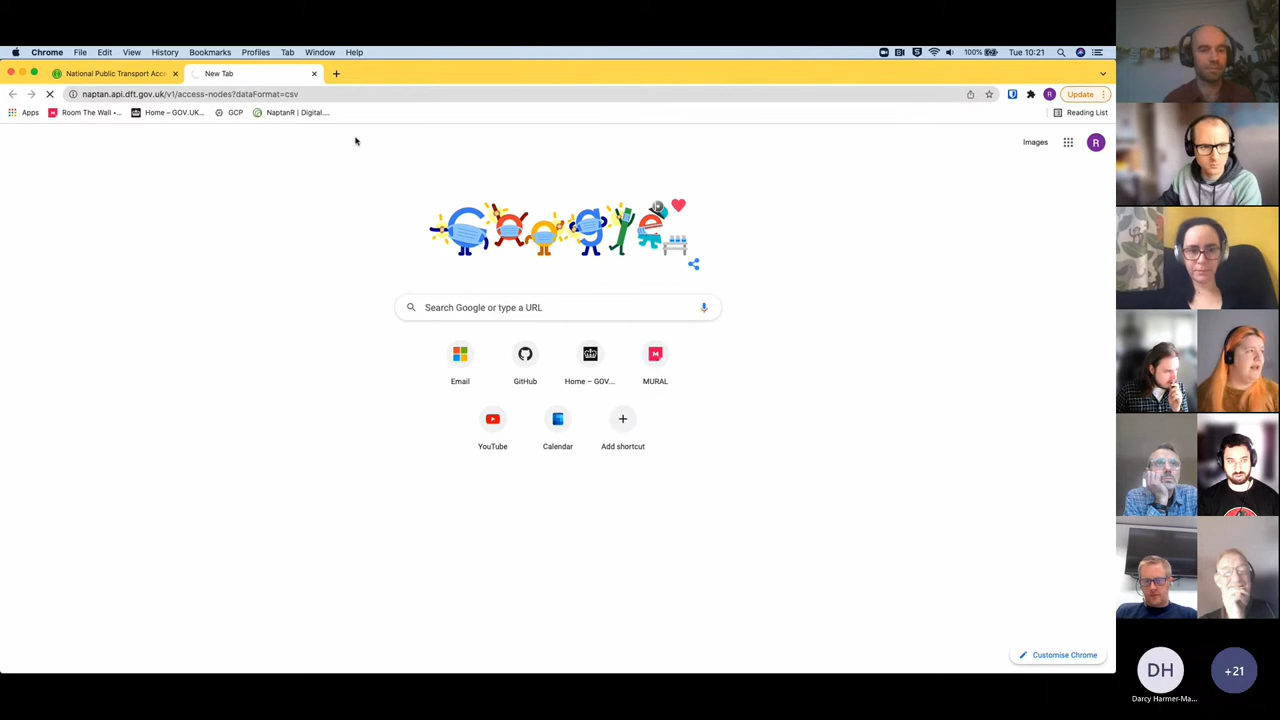 Chrome File Edit View History Bookmarks Profiles Tab Window Help
100% Tue 10:21
National Public Transport Acce
New Tab
naptan.api.dft.gov.uk/v1/access-nodes?dataFormat=csv
Update
Apps
Room The Wall •...
Home – GOV.UK...
GCP
NaptanR | Digital....
Reading List
Images
R
Google
Search Google or type a URL
Email
GitHub
Home – GOV...
MURAL
YouTube
Calendar
Add shortcut
Customise Chrome
DH
+21
Darcy Harmer-Ma...